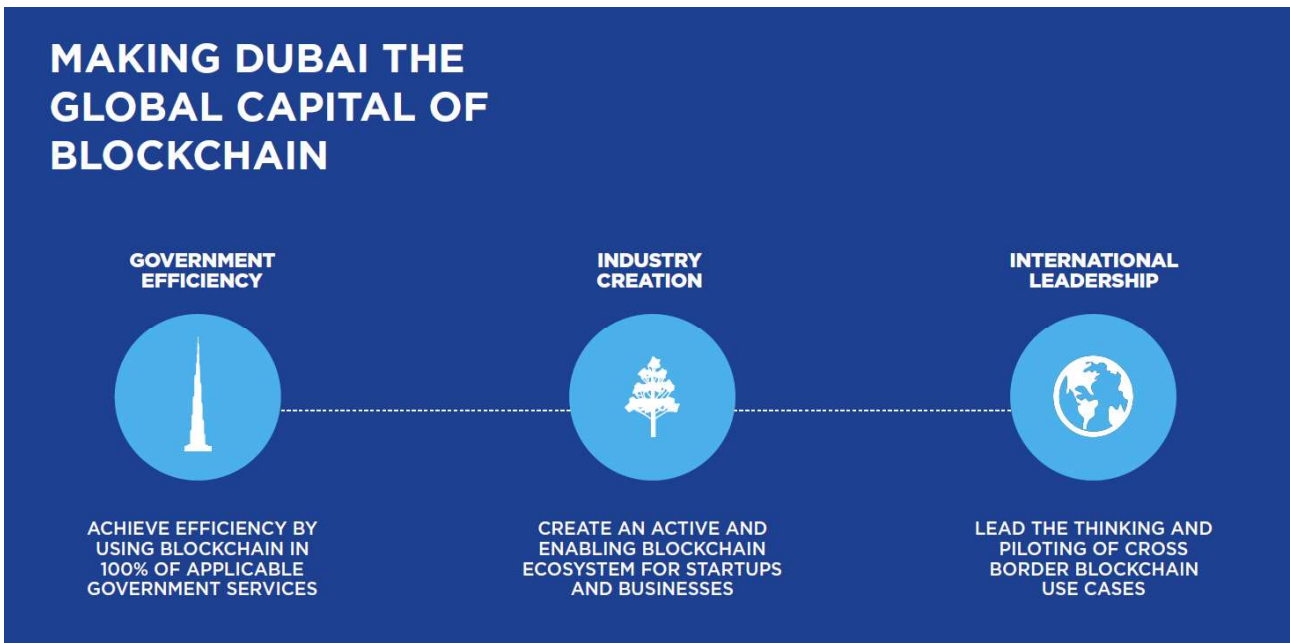 MAKING DUBAI THE
GLOBAL CAPITAL OF
BLOCKCHAIN
GOVERNMENT
EFFICIENCY
ACHIEVE EFFICIENCY BY
USING BLOCKCHAIN IN
100% OF APPLICABLE
GOVERNMENT SERVICES
INDUSTRY
CREATION
CREATE AN ACTIVE AND
ENABLING BLOCKCHAIN
ECOSYSTEM FOR STARTUPS
AND BUSINESSES
INTERNATIONAL
LEADERSHIP
LEAD THE THINKING AND
PILOTING OF CROSS
BORDER BLOCKCHAIN
USE CASES